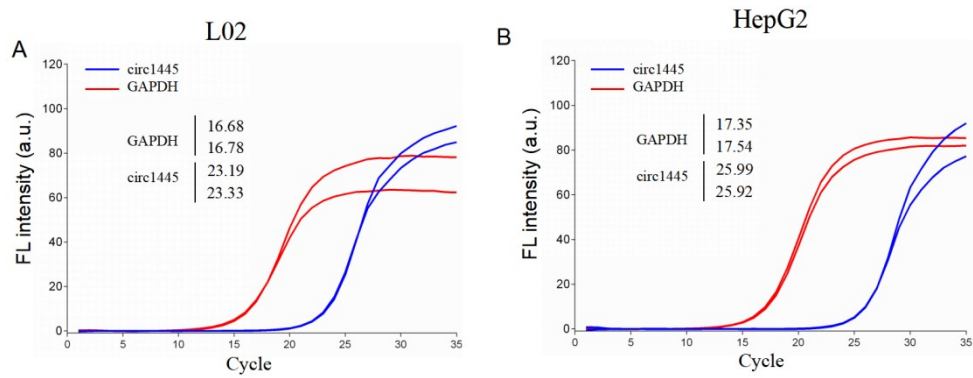 A
L02
FL intensity (a.u.)
120
100
80
60
40
20
0
circ1445
GAPDH
GAPDH
16.68
16.78
circ1445
23.19
23.33
0 5 10 15 20 25 30 35
Cycle
B
HepG2
FL intensity (a.u.)
120
100
80
60
40
20
0
circ1445
GAPDH
GAPDH
17.35
17.54
circ1445
25.99
25.92
0 5 10 15 20 25 30 35
Cycle